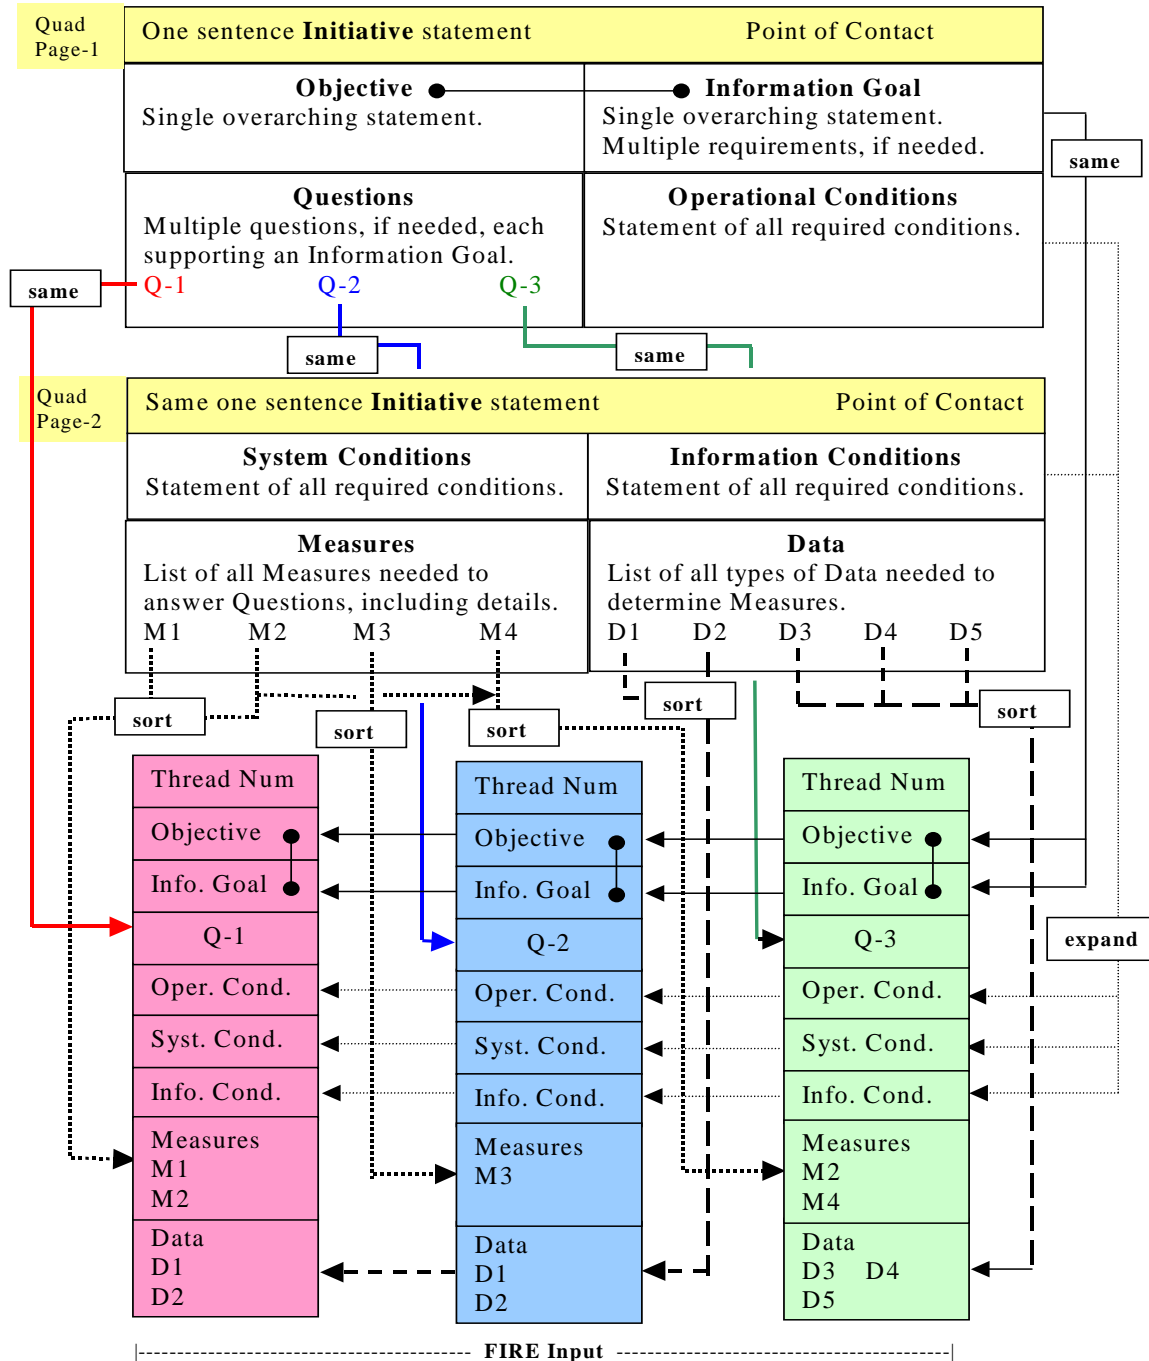 Quad
Page-1
One sentence Initiative statement Point of Contact
Objective
Single overarching statement.
Information Goal
Single overarching statement.
Multiple requirements, if needed.
same
Questions
Multiple questions, if needed, each
supporting an Information Goal.
Q-1 Q-2 Q-3
Operational Conditions
Statement of all required conditions.
same
same
same
Quad
Page-2
Same one sentence Initiative statement Point of Contact
System Conditions
Statement of all required conditions.
Information Conditions
Statement of all required conditions.
Measures
List of all Measures needed to
answer Questions, including details.
M1 M2 M3 M4
Data
List of all types of Data needed to
determine Measures.
D1 D2 D3 D4 D5
sort
sort
sort
sort
sort
Thread Num
Objective
Info. Goal
Q-1
Oper. Cond.
Syst. Cond.
Info. Cond.
Measures
M1
M2
Data
D1
D2
Thread Num
Objective
Info. Goal
Q-2
Oper. Cond.
Syst. Cond.
Info. Cond.
Measures
M3
Data
D1
D2
Thread Num
Objective
Info. Goal
Q-3
Oper. Cond.
Syst. Cond.
Info. Cond.
Measures
M2
M4
Data
D3 D4
D5
expand
|--------------------------------------- FIRE Input ---------------------------------------|